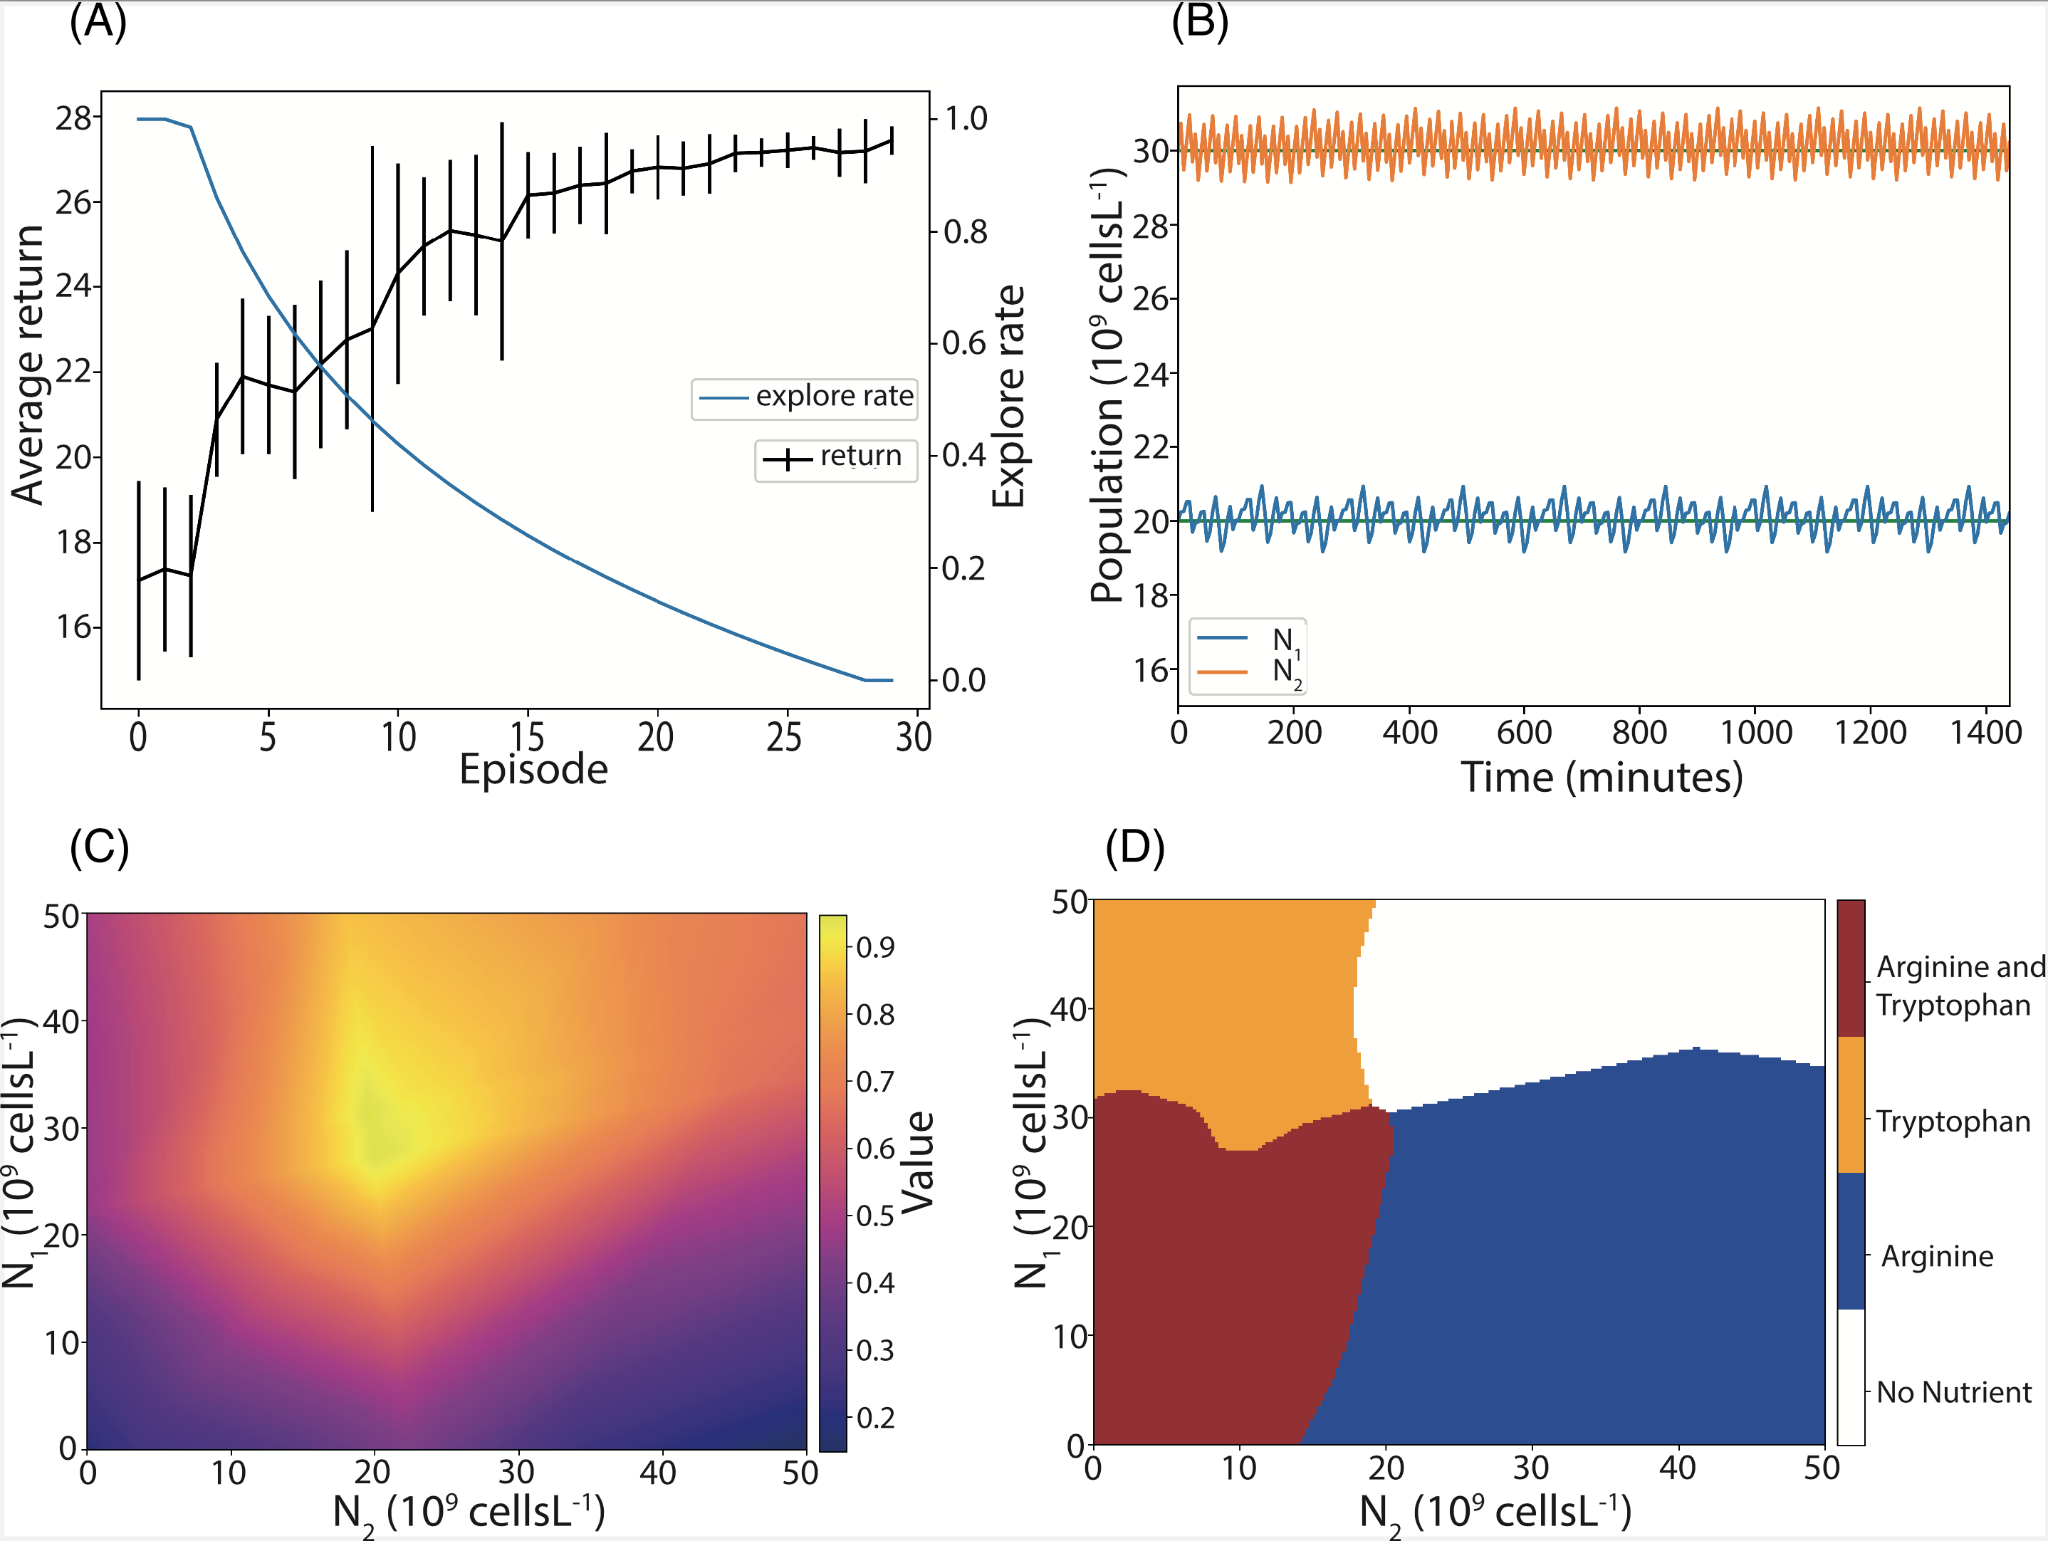 (A)
28
26
24
22
20
18
16
Average return
1.0
0.8
0.6
0.4
0.2
0.0
Explore rate
explore rate
return
0 5 10 15 20 25 30
Episode
(B)
30
28
26
24
22
20
18
16
Population (10⁹ cellsL⁻¹)
N₁
N₂
0 200 400 600 800 1000 1200 1400
Time (minutes)
(C)
50
40
30
20
10
0
N₁ (10⁹ cellsL⁻¹)
0 10 20 30 40 50
N₂ (10⁹ cellsL⁻¹)
0.9
0.8
0.7
0.6
0.5
0.4
0.3
0.2
Value
(D)
50
40
30
20
10
0
N₁ (10⁹ cellsL⁻¹)
0 10 20 30 40 50
N₂ (10⁹ cellsL⁻¹)
Arginine and
Tryptophan
Tryptophan
Arginine
No Nutrient